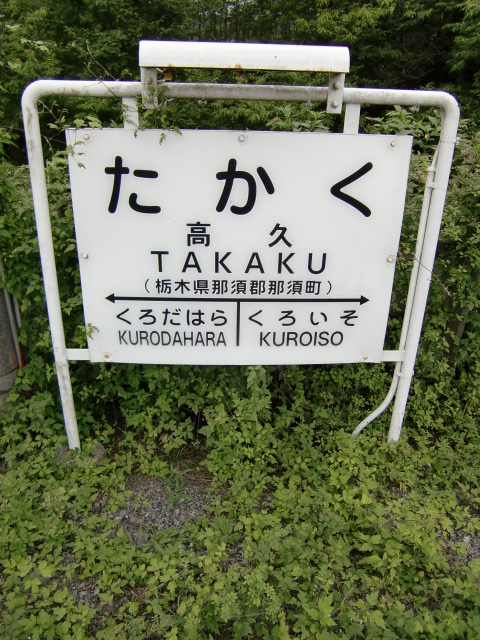 たかく
高久
TAKAKU
(栃木県那須郡那須町)
くろだはら くろいそ
KURODAHARA KUROISO